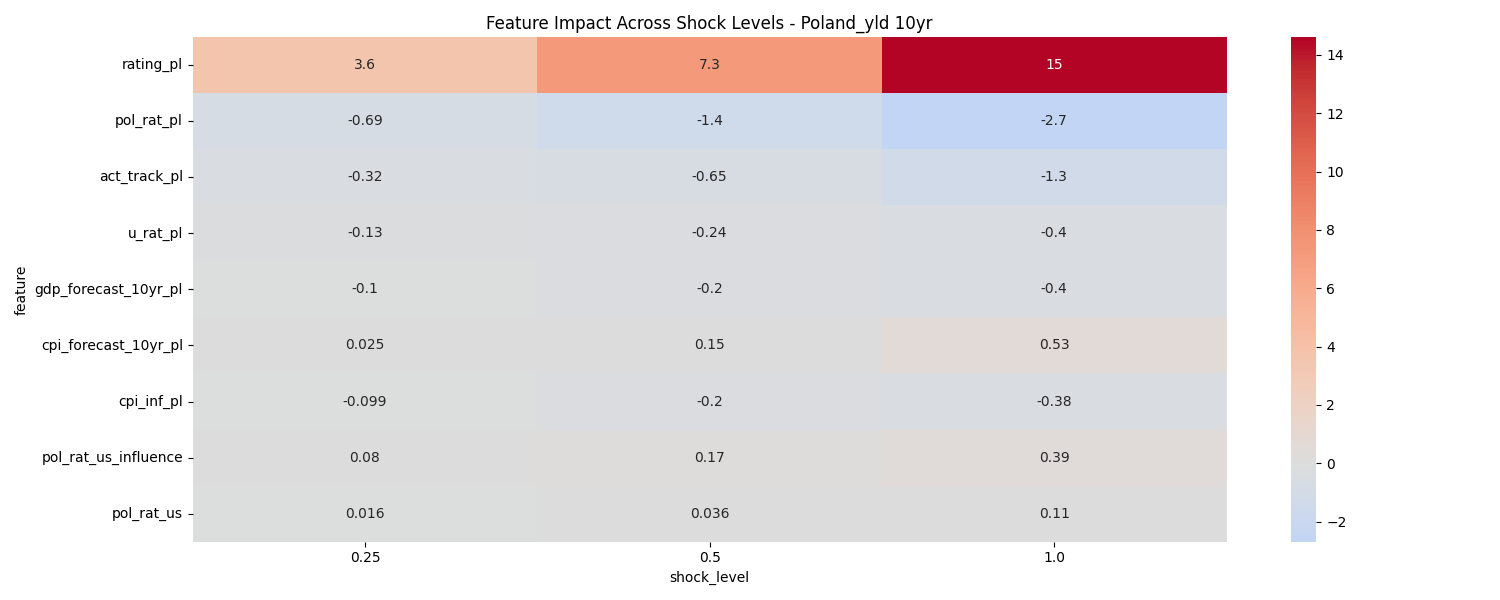 Feature Impact Across Shock Levels - Poland_yld 10yr
feature
rating_pl 3.6 7.3 15
pol_rat_pl -0.69 -1.4 -2.7
act_track_pl -0.32 -0.65 -1.3
u_rat_pl -0.13 -0.24 -0.4
gdp_forecast_10yr_pl -0.1 -0.2 -0.4
cpi_forecast_10yr_pl 0.025 0.15 0.53
cpi_inf_pl -0.099 -0.2 -0.38
pol_rat_us_influence 0.08 0.17 0.39
pol_rat_us 0.016 0.036 0.11
0.25 0.5 1.0
shock_level
14
12
10
8
6
4
2
0
−2